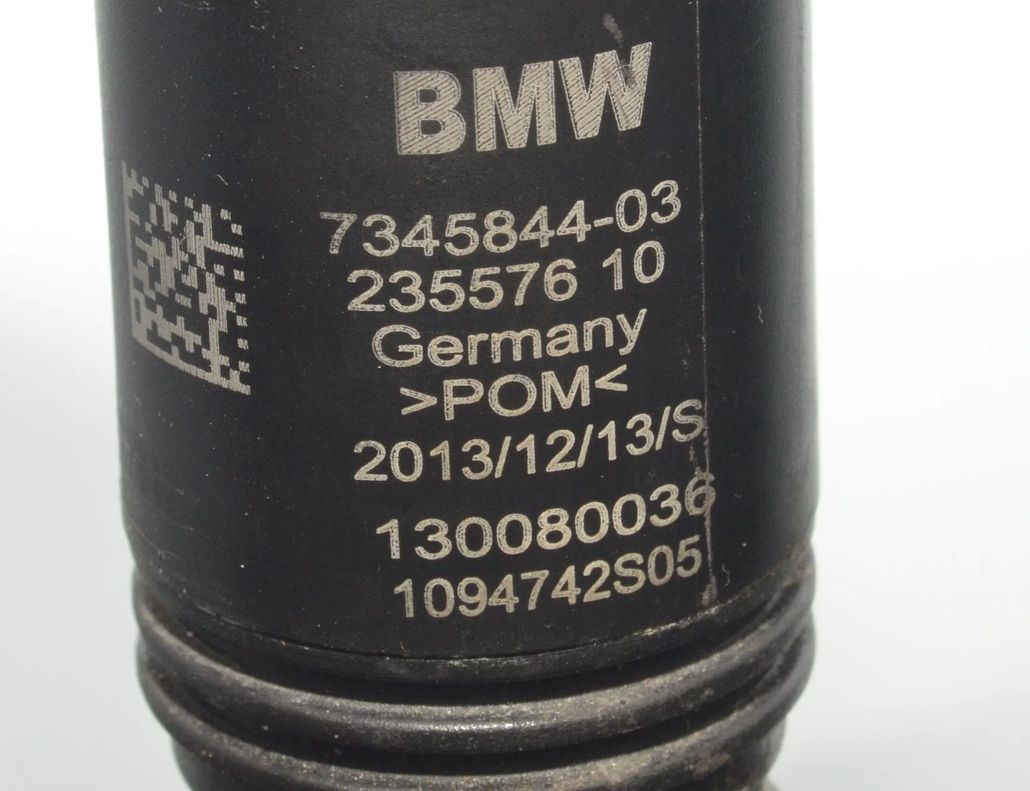 BMW
7345844-03
235576 10
Germany
>POM<
2013/12/13/S
130080036
1094742S05